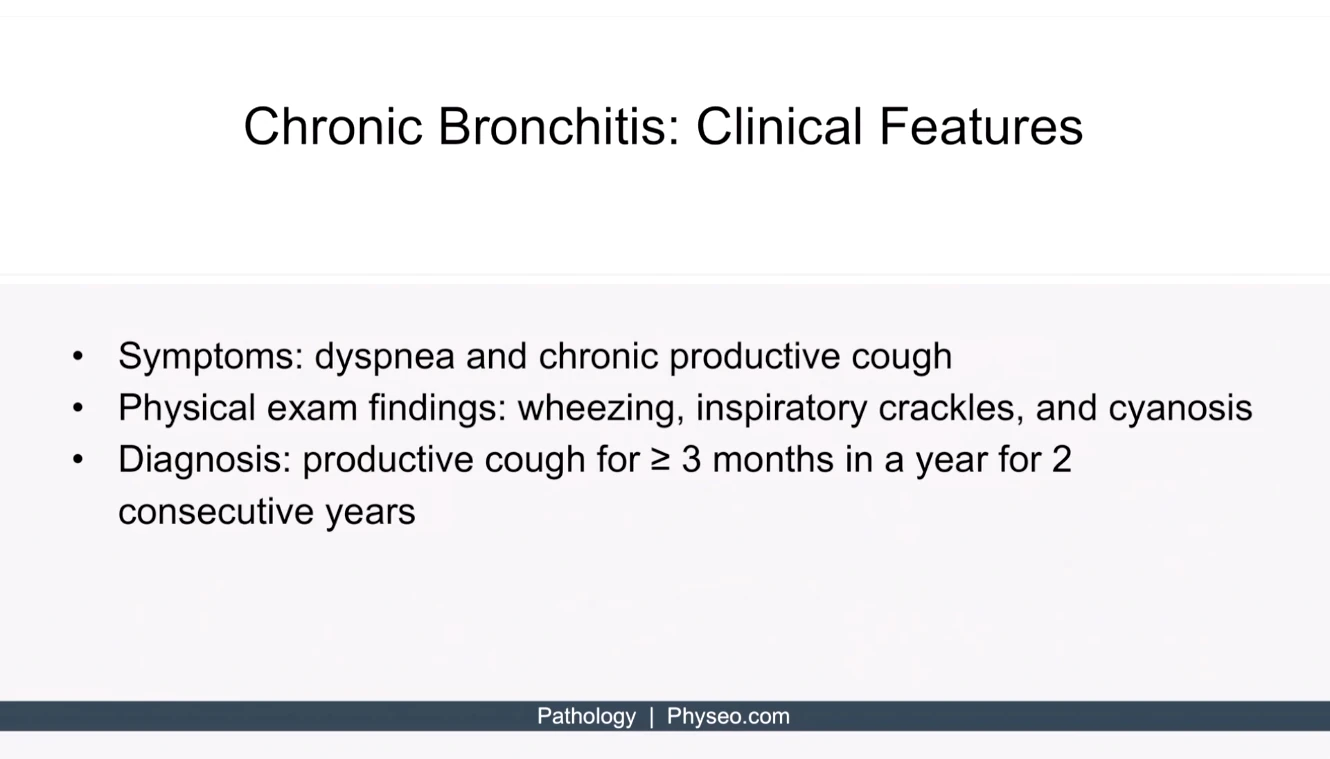 Chronic Bronchitis: Clinical Features
• Symptoms: dyspnea and chronic productive cough
• Physical exam findings: wheezing, inspiratory crackles, and cyanosis
• Diagnosis: productive cough for ≥ 3 months in a year for 2
consecutive years
Pathology | Physeo.com